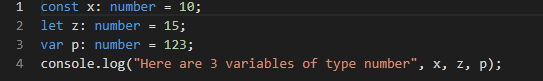 1 const x: number = 10;
2 let z: number = 15;
3 var p: number = 123;
4 console.log("Here are 3 variables of type number", x, z, p);